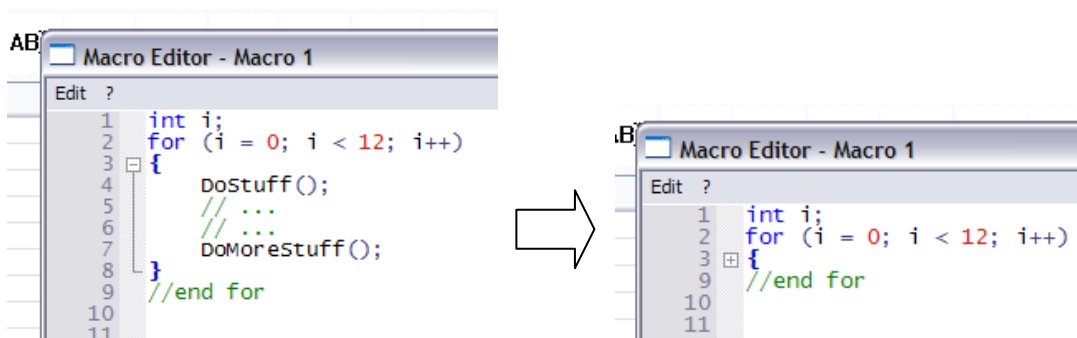 AB
Macro Editor - Macro 1
Edit ?
1 int i;
2 for (i = 0; i < 12; i++)
3 {
4 DoStuff();
5 // ...
6 // ...
7 DoMoreStuff();
8 }
9 //end for
10
11
AB
Macro Editor - Macro 1
Edit ?
1 int i;
2 for (i = 0; i < 12; i++)
3 {
9 //end for
10
11